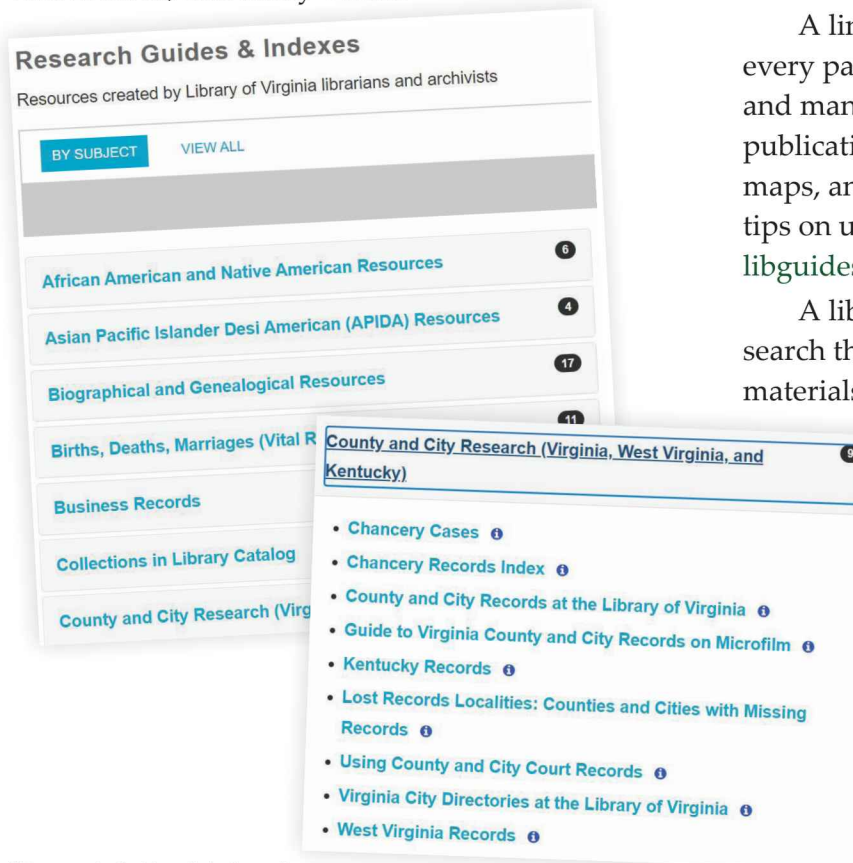 Research Guides & Indexes
Resources created by Library of Virginia librarians and archivists
BY SUBJECT VIEW ALL
African American and Native American Resources 6
Asian Pacific Islander Desi American (APIDA) Resources 4
Biographical and Genealogical Resources 17
Births, Deaths, Marriages (Vital R 11
Business Records
Collections in Library Catalog
County and City Research (Virg
County and City Research (Virginia, West Virginia, and 9
Kentucky)
• Chancery Cases
• Chancery Records Index
• County and City Records at the Library of Virginia
• Guide to Virginia County and City Records on Microfilm
• Kentucky Records
• Lost Records Localities: Counties and Cities with Missing
Records
• Using County and City Court Records
• Virginia City Directories at the Library of Virginia
• West Virginia Records
A lin
every pa
and man
publicati
maps, an
tips on u
libguides
A lib
search th
materials